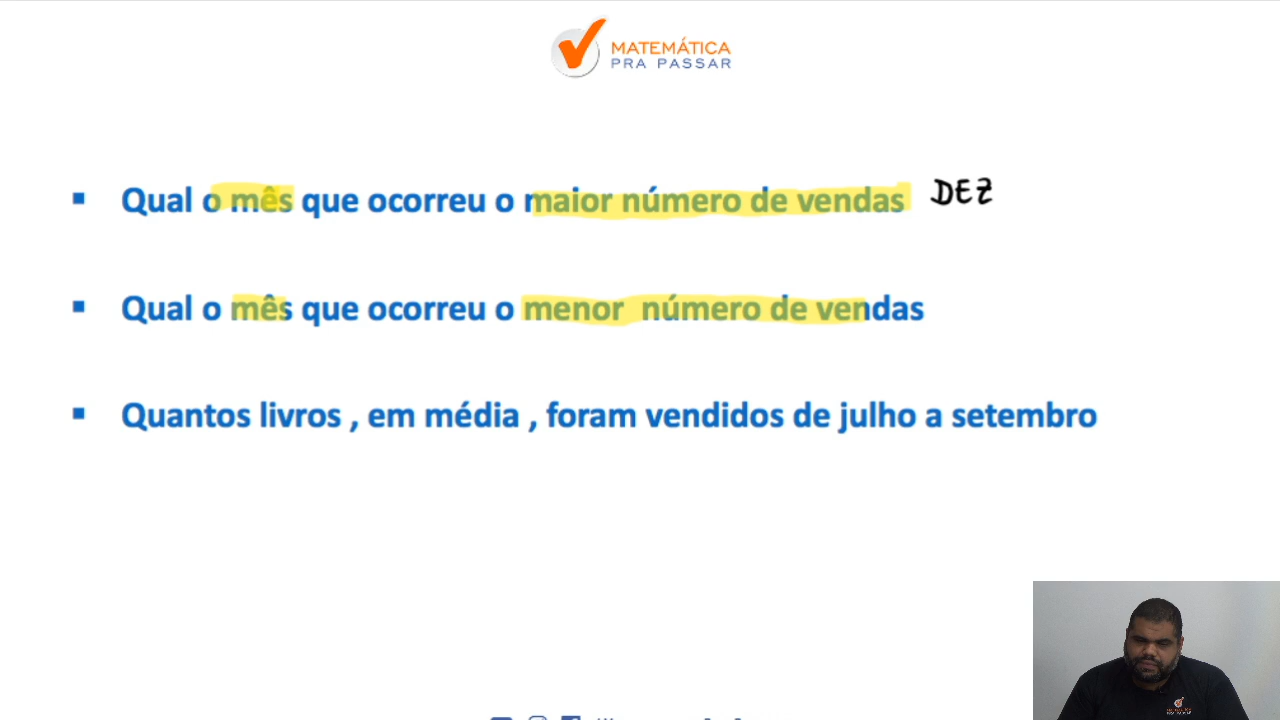 MATEMÁTICA
PRA PASSAR
Qual o mês que ocorreu o maior número de vendas DEZ
Qual o mês que ocorreu o menor número de vendas
Quantos livros , em média , foram vendidos de julho a setembro